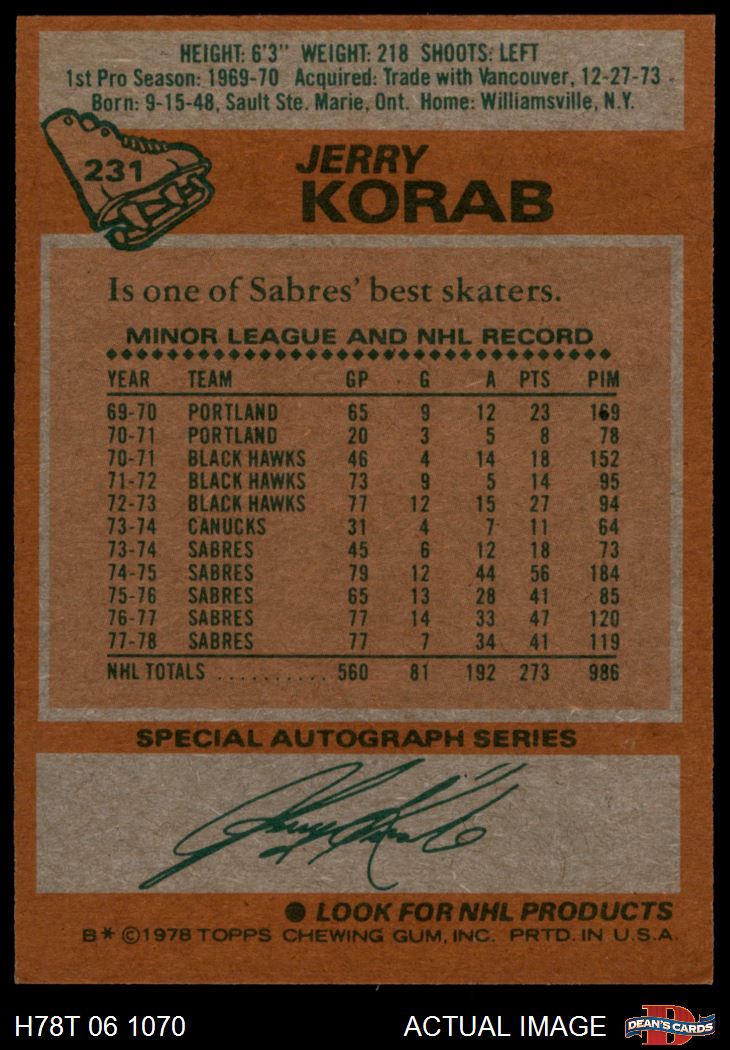 HEIGHT: 6'3" WEIGHT: 218 SHOOTS: LEFT
1st Pro Season: 1969-70 Acquired: Trade with Vancouver, 12-27-73
Born: 9-15-48, Sault Ste. Marie, Ont. Home: Williamsville, N.Y.
231
JERRY
KORAB
Is one of Sabres' best skaters.
MINOR LEAGUE AND NHL RECORD
YEAR TEAM GP G A PTS PIM
69-70 PORTLAND 65 9 12 23 169
70-71 PORTLAND 20 3 5 8 78
70-71 BLACK HAWKS 46 4 14 18 152
71-72 BLACK HAWKS 73 9 5 14 95
72-73 BLACK HAWKS 77 12 15 27 94
73-74 CANUCKS 31 4 7 11 64
73-74 SABRES 45 6 12 18 73
74-75 SABRES 79 12 44 56 184
75-76 SABRES 65 13 28 41 85
76-77 SABRES 77 14 33 47 120
77-78 SABRES 77 7 34 41 119
NHL TOTALS .......... 560 81 192 273 986
SPECIAL AUTOGRAPH SERIES
Jerry Korab
LOOK FOR NHL PRODUCTS
B* ©1978 TOPPS CHEWING GUM, INC. PRTD. IN U.S.A.
H78T 06 1070 ACTUAL IMAGE D DEAN'S CARDS